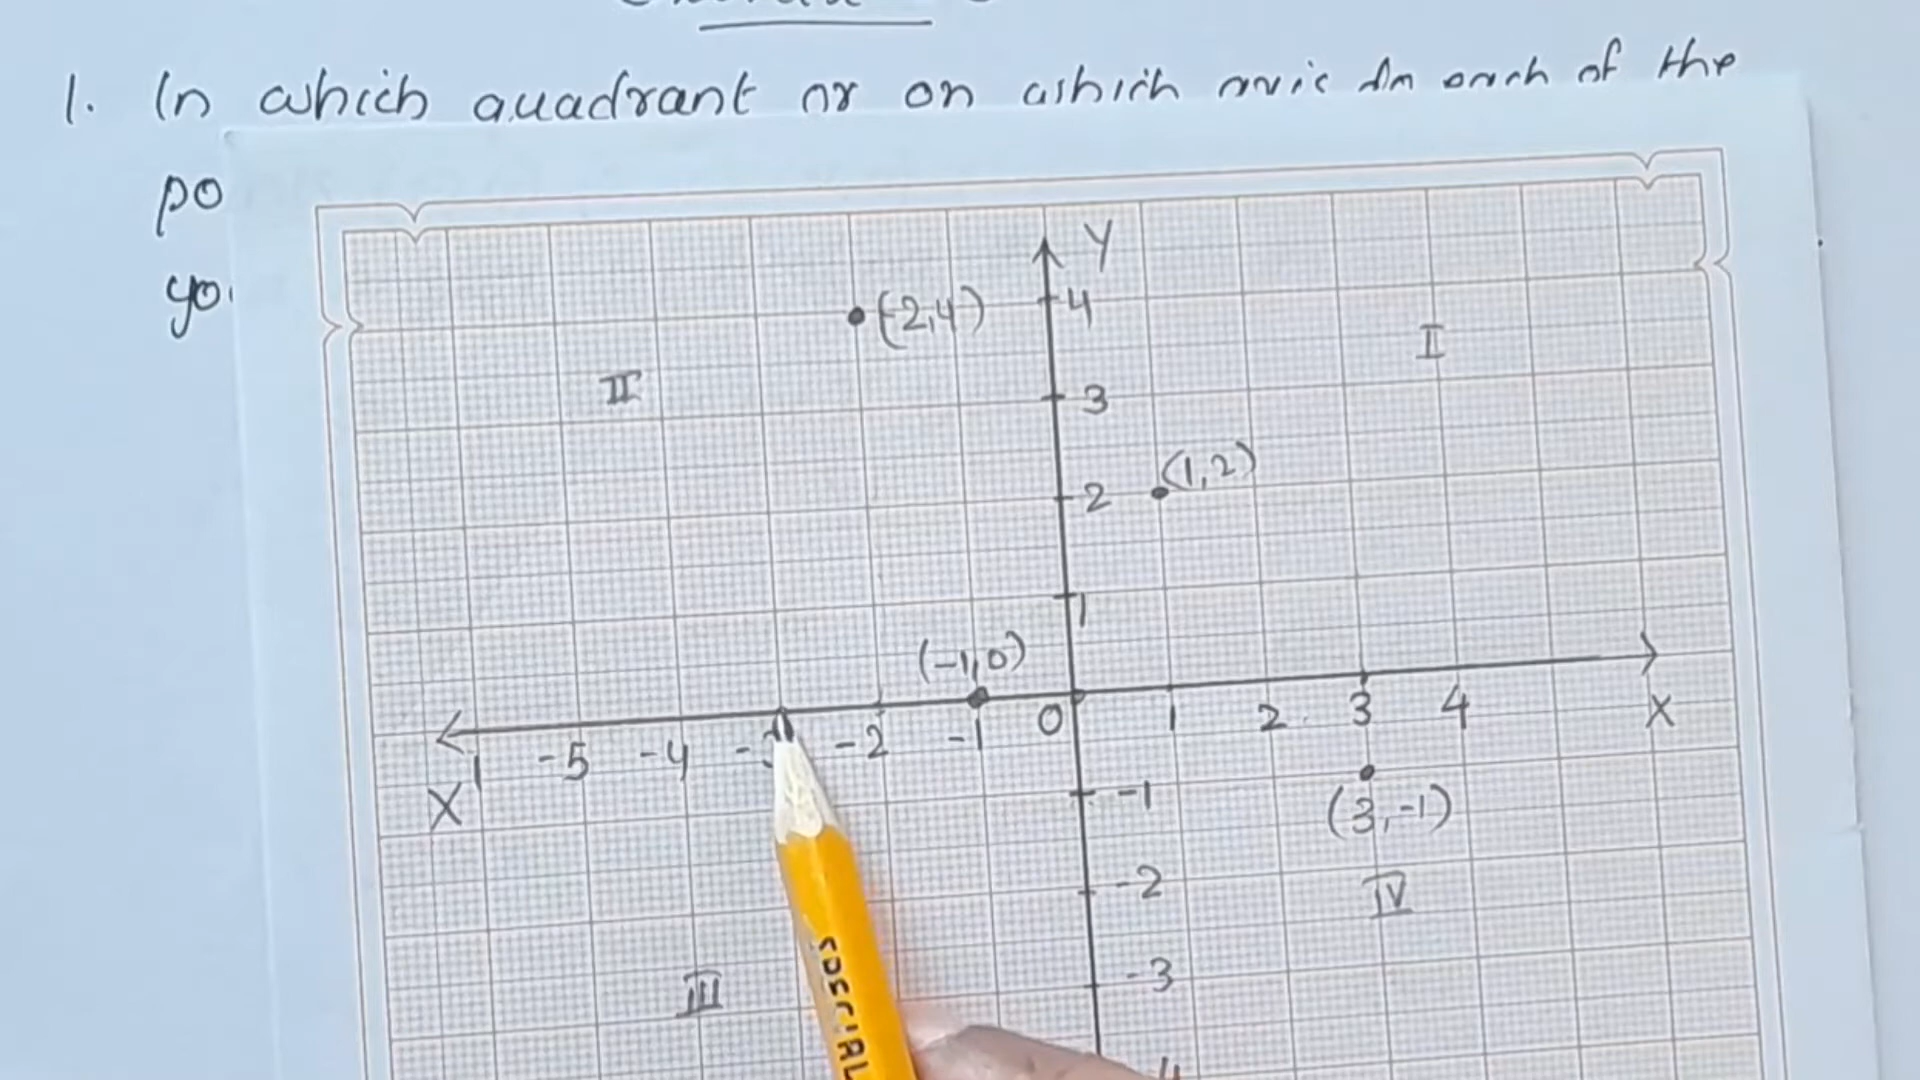 1. In which quadrant or on which axis do each of the
po
yo
Y
(-2,4) 4
I
II
3
(1,2)
2
1
(-1,0)
-5 -4 -2 -1 0 1 2 3 4 X
X'
-1
(3,-1)
-2
IV
-3
III